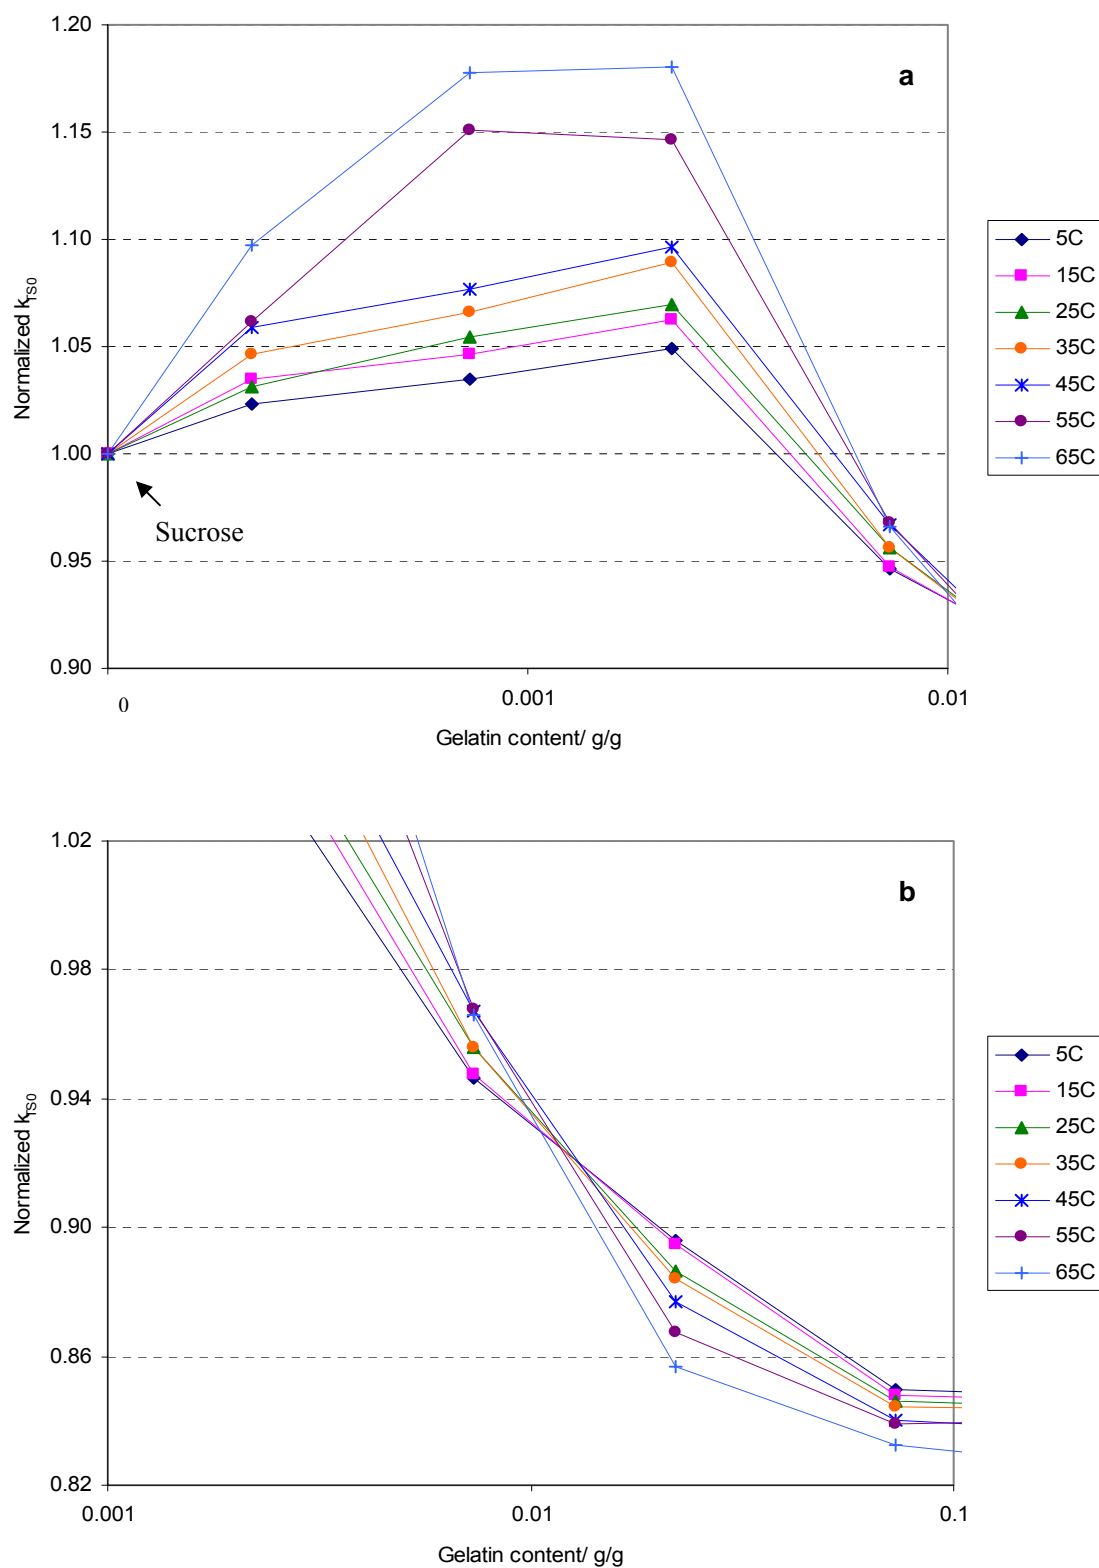 1.20
a
1.15
1.10
1.05
1.00
0.95
0.90
Normalized kTS0
Sucrose
0
0.001
0.01
Gelatin content/ g/g
5C
15C
25C
35C
45C
55C
65C
1.02
b
0.98
0.94
0.90
0.86
0.82
Normalized kTS0
0.001
0.01
0.1
Gelatin content/ g/g
5C
15C
25C
35C
45C
55C
65C